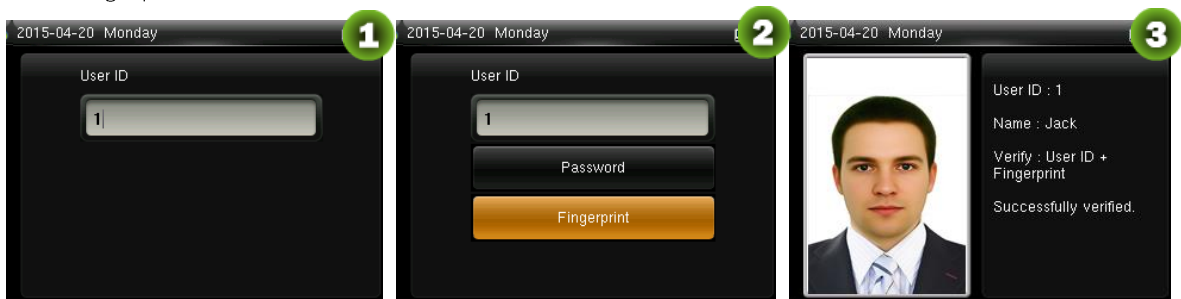 2015-04-20 Monday
1
User ID
1
2015-04-20 Monday
2
User ID
1
Password
Fingerprint
2015-04-20 Monday
3
User ID : 1
Name : Jack
Verify : User ID +
Fingerprint
Successfully verified.